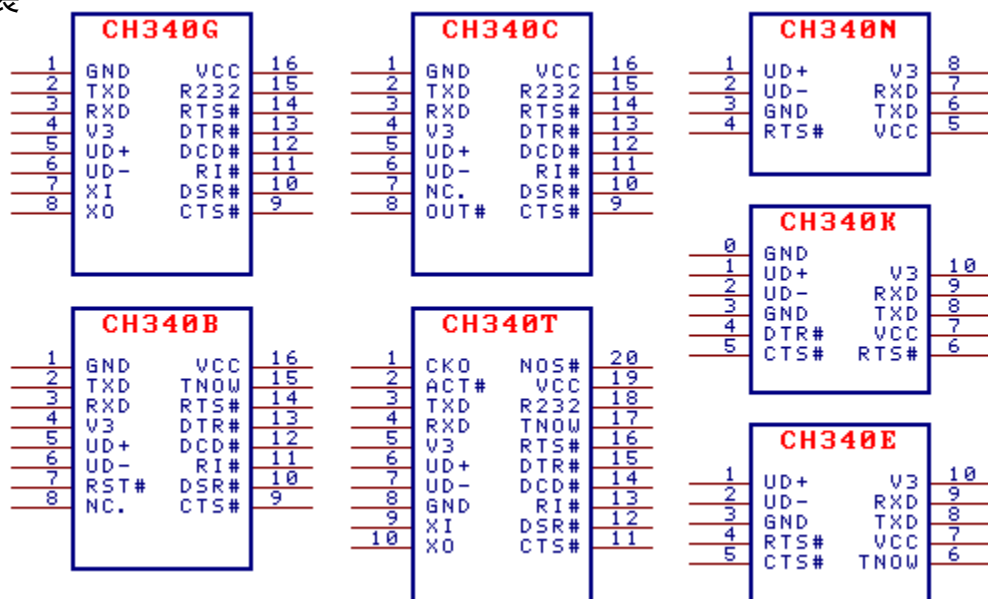 CH340G
1 GND VCC 16
2 TXD R232 15
3 RXD RTS# 14
4 V3 DTR# 13
5 UD+ DCD# 12
6 UD- RI# 11
7 XI DSR# 10
8 XO CTS# 9
CH340C
1 GND VCC 16
2 TXD R232 15
3 RXD RTS# 14
4 V3 DTR# 13
5 UD+ DCD# 12
6 UD- RI# 11
7 NC. DSR# 10
8 OUT# CTS# 9
CH340N
1 UD+ V3 8
2 UD- RXD 7
3 GND TXD 6
4 RTS# VCC 5
CH340K
0 GND
1 UD+ V3 10
2 UD- RXD 9
3 GND TXD 8
4 DTR# VCC 7
5 CTS# RTS# 6
CH340B
1 GND VCC 16
2 TXD TNOW 15
3 RXD RTS# 14
4 V3 DTR# 13
5 UD+ DCD# 12
6 UD- RI# 11
7 RST# DSR# 10
8 NC. CTS# 9
CH340T
1 CKO NOS# 20
2 ACT# VCC 19
3 TXD R232 18
4 RXD TNOW 17
5 V3 RTS# 16
6 UD+ DTR# 15
7 UD- DCD# 14
8 GND RI# 13
9 XI DSR# 12
10 XO CTS# 11
CH340E
1 UD+ V3 10
2 UD- RXD 9
3 GND TXD 8
4 RTS# VCC 7
5 CTS# TNOW 6